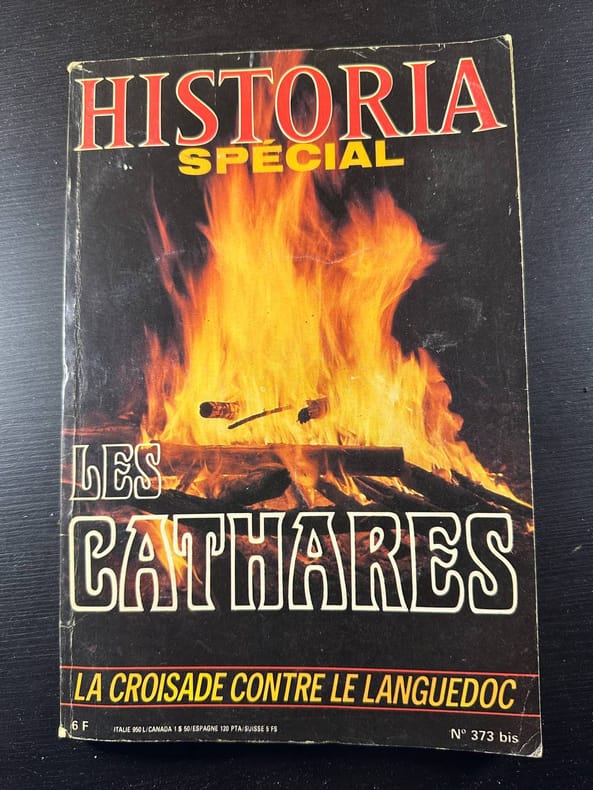 HISTORIA
SPÉCIAL
LES
CATHARES
LA CROISADE CONTRE LE LANGUEDOC
6 F
ITALIE 950 L/CANADA 1 $ 50/ESPAGNE 120 PTA/SUISSE 5 FS
N° 373 bis